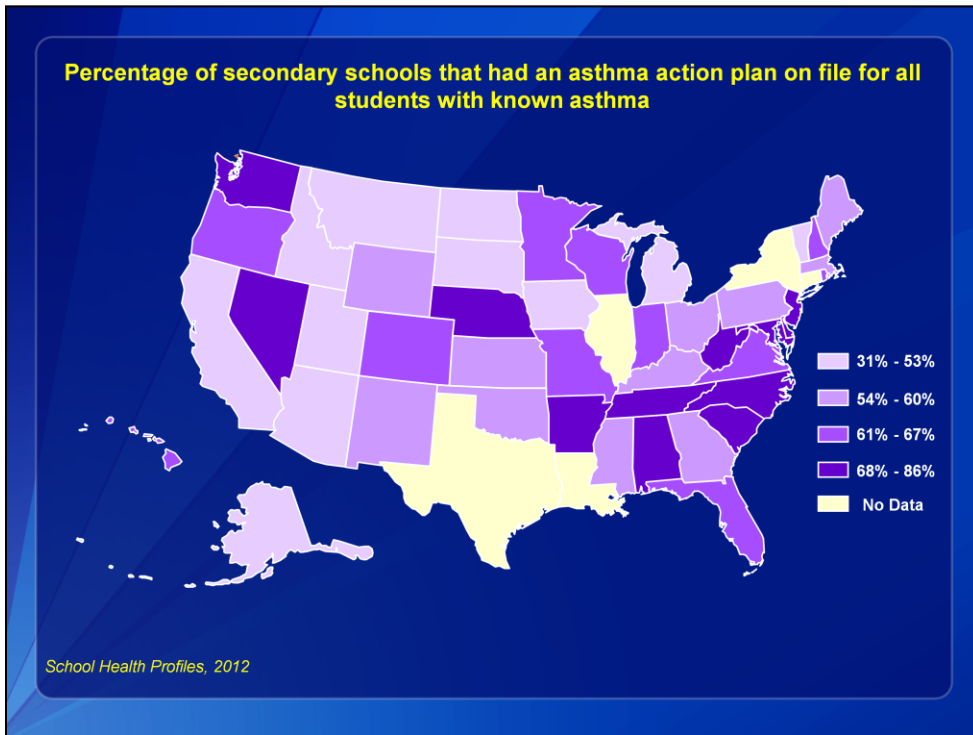 Percentage of secondary schools that had an asthma action plan on file for all
students with known asthma
31% - 53%
54% - 60%
61% - 67%
68% - 86%
No Data
School Health Profiles, 2012